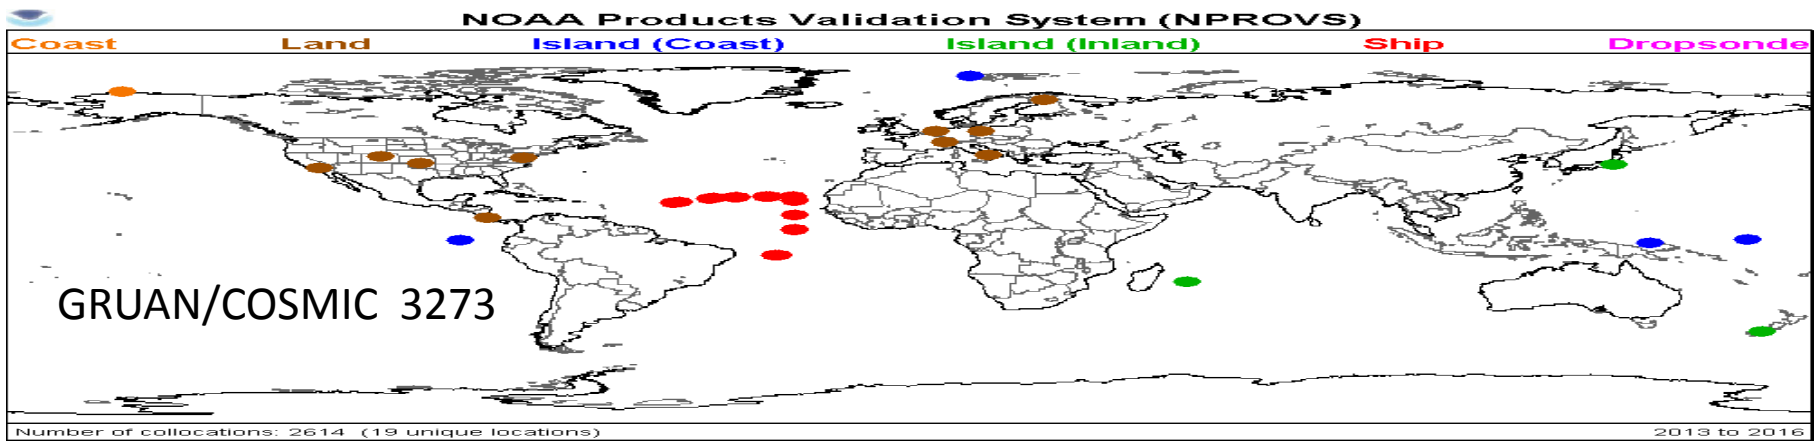 NOAA Products Validation System (NPROVS)
Coast Land Island (Coast) Island (Inland) Ship Dropsonde
GRUAN/COSMIC 3273
Number of collocations: 2614 (19 unique locations) 2013 to 2016